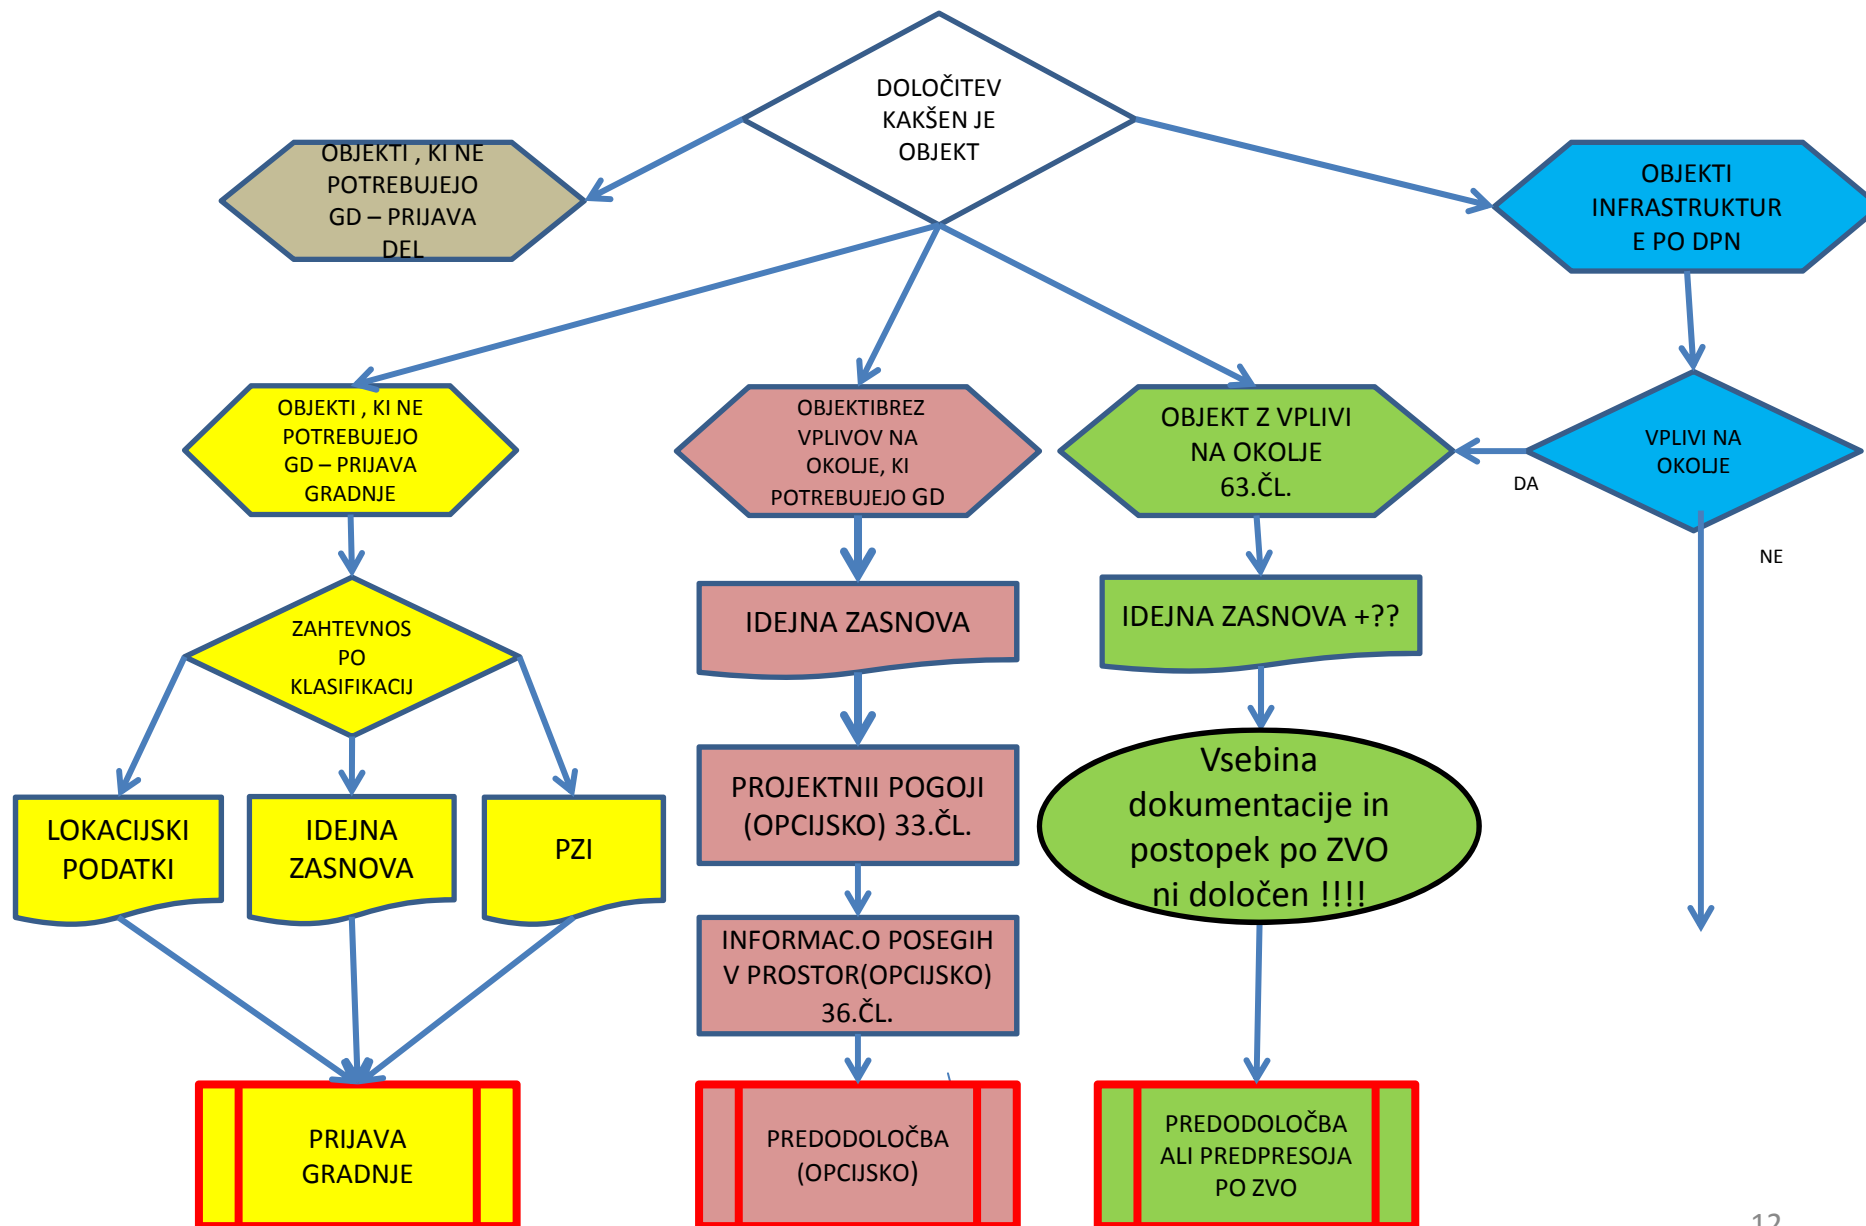 DOLOČITEV
KAKŠEN JE
OBJEKT
OBJEKTI , KI NE
POTREBUJEJO
GD – PRIJAVA
DEL
OBJEKTI
INFRASTRUKTUR
E PO DPN
OBJEKTI , KI NE
POTREBUJEJO
GD – PRIJAVA
GRADNJE
OBJEKTIBREZ
VPLIVOV NA
OKOLJE, KI
POTREBUJEJO GD
OBJEKT Z VPLIVI
NA OKOLJE
63.ČL.
VPLIVI NA
OKOLJE
DA
NE
ZAHTEVNOS
PO
KLASIFIKACIJ
IDEJNA ZASNOVA
IDEJNA ZASNOVA +??
LOKACIJSKI
PODATKI
IDEJNA
ZASNOVA
PZI
PROJEKTNII POGOJI
(OPCIJSKO) 33.ČL.
Vsebina
dokumentacije in
postopek po ZVO
ni določen !!!!
INFORMAC.O POSEGIH
V PROSTOR(OPCIJSKO)
36.ČL.
PRIJAVA
GRADNJE
PREDODOLOČBA
(OPCIJSKO)
PREDODOLOČBA
ALI PREDPRESOJA
PO ZVO
12